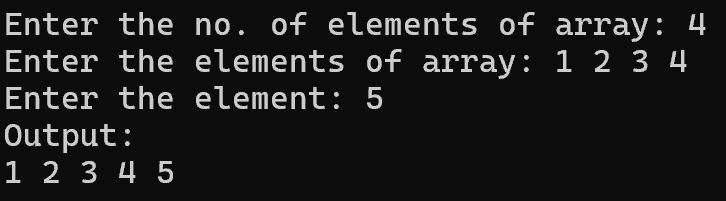 Enter the no. of elements of array: 4
Enter the elements of array: 1 2 3 4
Enter the element: 5
Output:
1 2 3 4 5